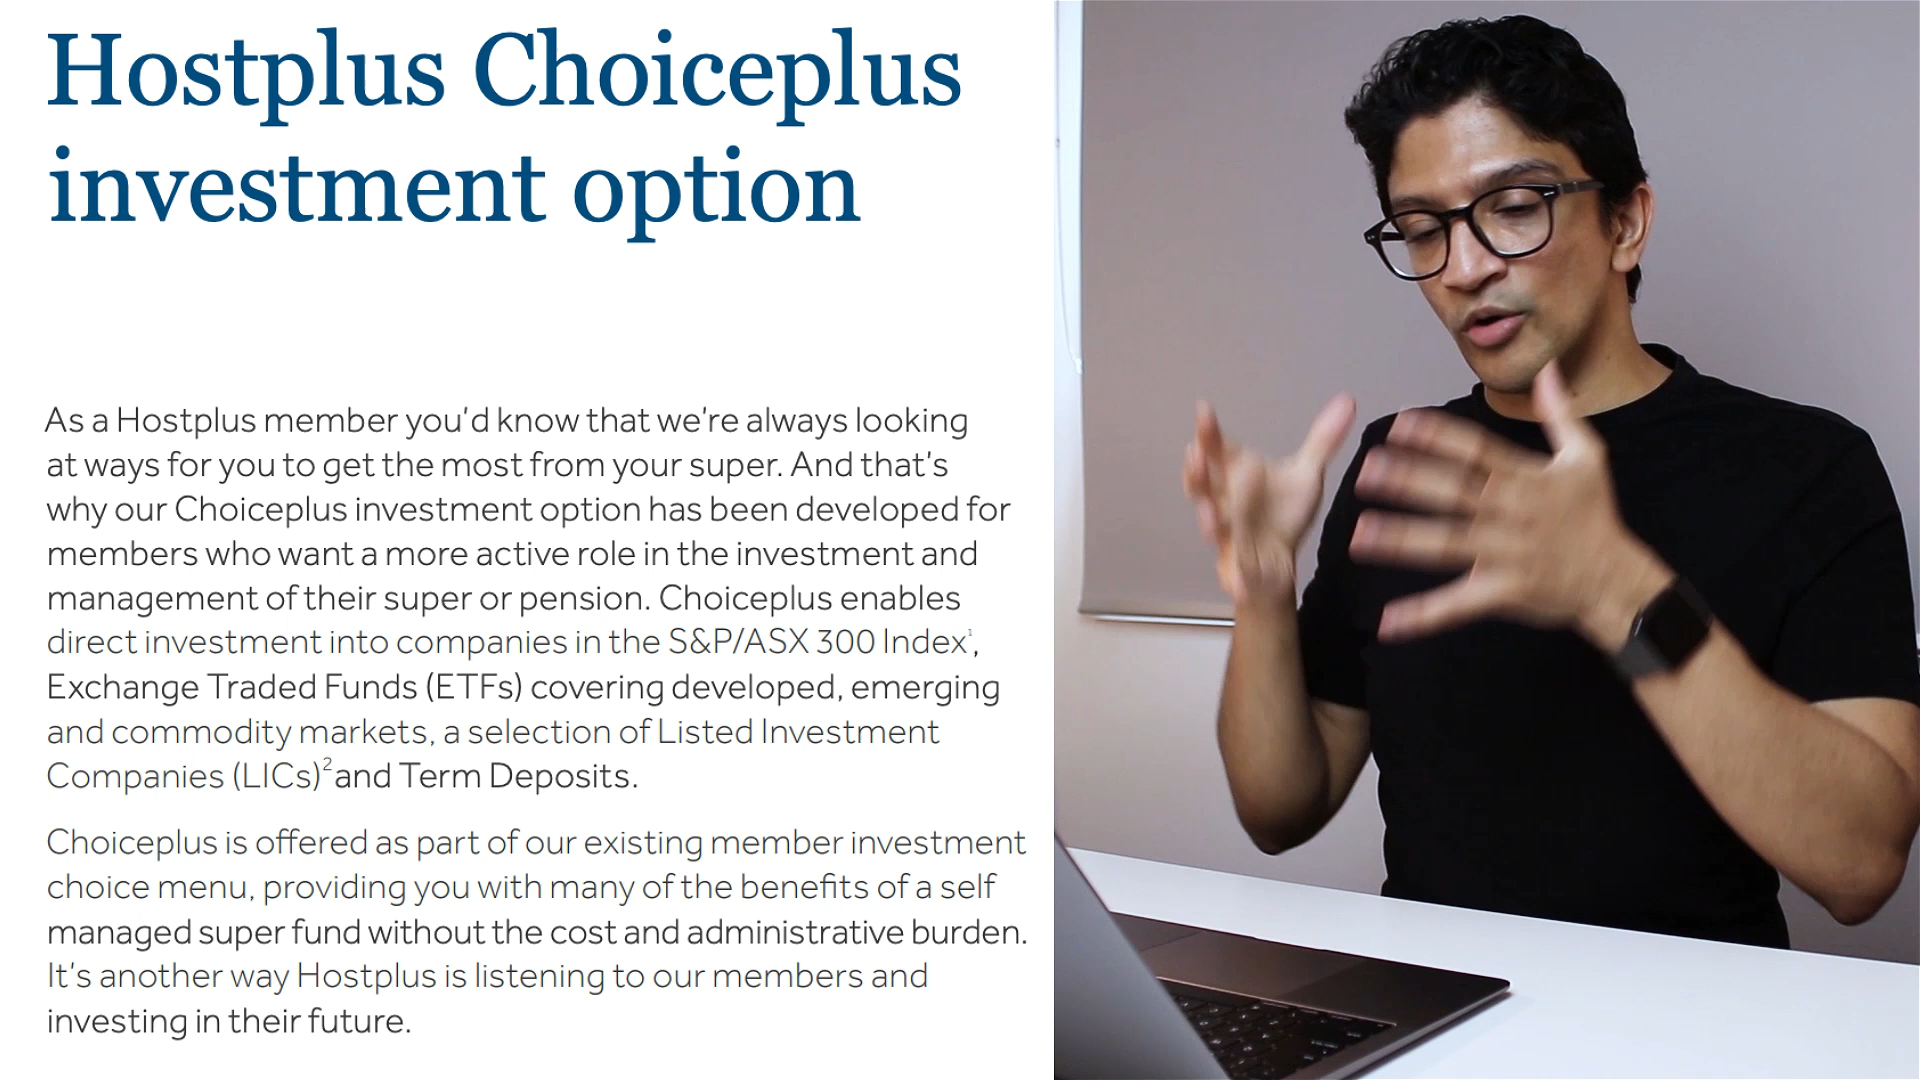 Hostplus Choiceplus
investment option
As a Hostplus member you'd know that we're always looking
at ways for you to get the most from your super. And that's
why our Choiceplus investment option has been developed for
members who want a more active role in the investment and
management of their super or pension. Choiceplus enables
direct investment into companies in the S&P/ASX 300 Index¹,
Exchange Traded Funds (ETFs) covering developed, emerging
and commodity markets, a selection of Listed Investment
Companies (LICs)² and Term Deposits.
Choiceplus is offered as part of our existing member investment
choice menu, providing you with many of the benefits of a self
managed super fund without the cost and administrative burden.
It's another way Hostplus is listening to our members and
investing in their future.